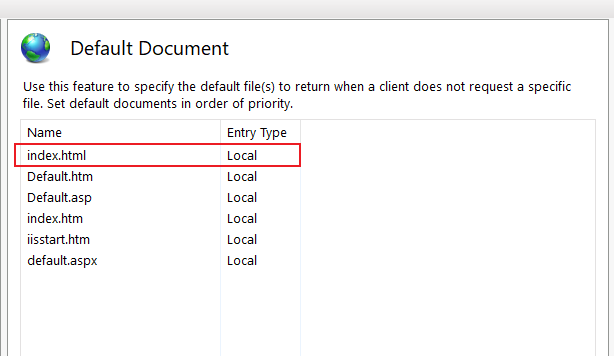 Default Document
Use this feature to specify the default file(s) to return when a client does not request a specific
file. Set default documents in order of priority.
Name Entry Type
index.html Local
Default.htm Local
Default.asp Local
index.htm Local
iisstart.htm Local
default.aspx Local